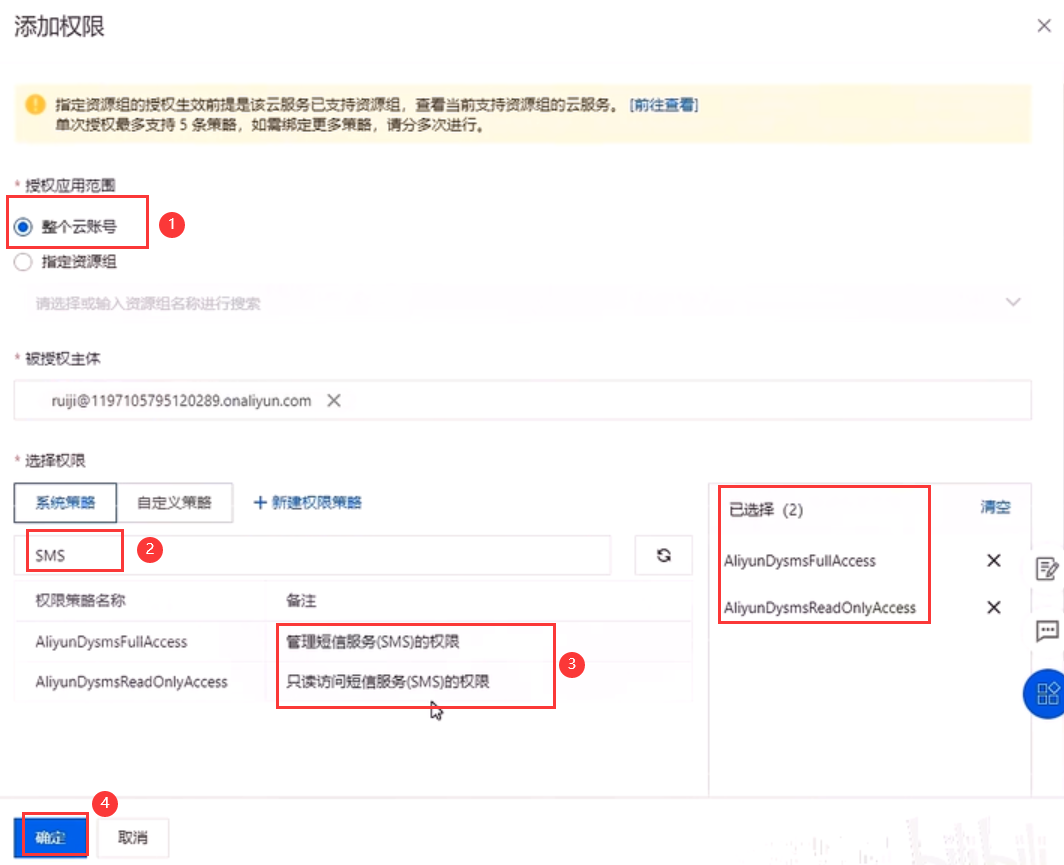 添加权限
指定资源组的授权生效前提是该云服务已支持资源组，查看当前支持资源组的云服务。 [前往查看]
单次授权最多支持 5 条策略，如需绑定更多策略，请分多次进行。
* 授权应用范围
整个云账号
1
指定资源组
请选择或输入资源组名称进行搜索
* 被授权主体
ruiji@1197105795120289.onaliyun.com
* 选择权限
系统策略
自定义策略
+ 新建权限策略
SMS
2
权限策略名称
备注
AliyunDysmsFullAccess
管理短信服务(SMS)的权限
AliyunDysmsReadOnlyAccess
只读访问短信服务(SMS)的权限
3
已选择 (2)
清空
AliyunDysmsFullAccess
AliyunDysmsReadOnlyAccess
4
确定
取消